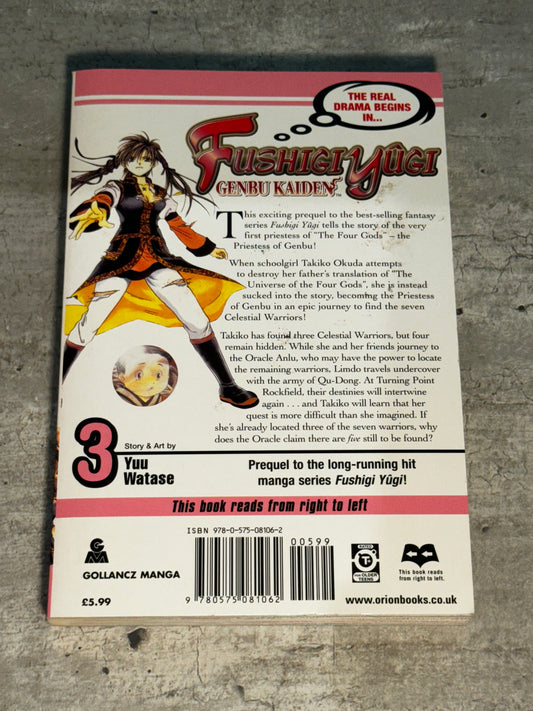 THE REAL
DRAMA BEGINS
IN...
FUSHIGI YÛGI
GENBU KAIDEN™
This exciting prequel to the best-selling fantasy
series Fushigi Yûgi tells the story of the very
first priestess of "The Four Gods" – the
Priestess of Genbu!
When schoolgirl Takiko Okuda attempts
to destroy her father's translation of "The
Universe of the Four Gods", she is instead
sucked into the story, becoming the Priestess
of Genbu in an epic journey to find the seven
Celestial Warriors!
Takiko has found three Celestial Warriors, but four
remain hidden. While she and her friends journey to
the Oracle Anlu, who may have the power to locate
the remaining warriors, Limdo travels undercover
with the army of Qu-Dong. At Turning Point
Rockfield, their destinies will intertwine
again . . . and Takiko will learn that her
quest is more difficult than she imagined. If
she's already located three of the seven warriors, why
does the Oracle claim there are five still to be found?
3
Story & Art by
Yuu
Watase
Prequel to the long-running hit
manga series Fushigi Yûgi!
This book reads from right to left
GM
GOLLANCZ MANGA
£5.99
ISBN 978-0-575-08106-2
00599
9 780575 081062
RATED
T+
FOR OLDER
TEENS
This book reads
from right to left.
www.orionbooks.co.uk